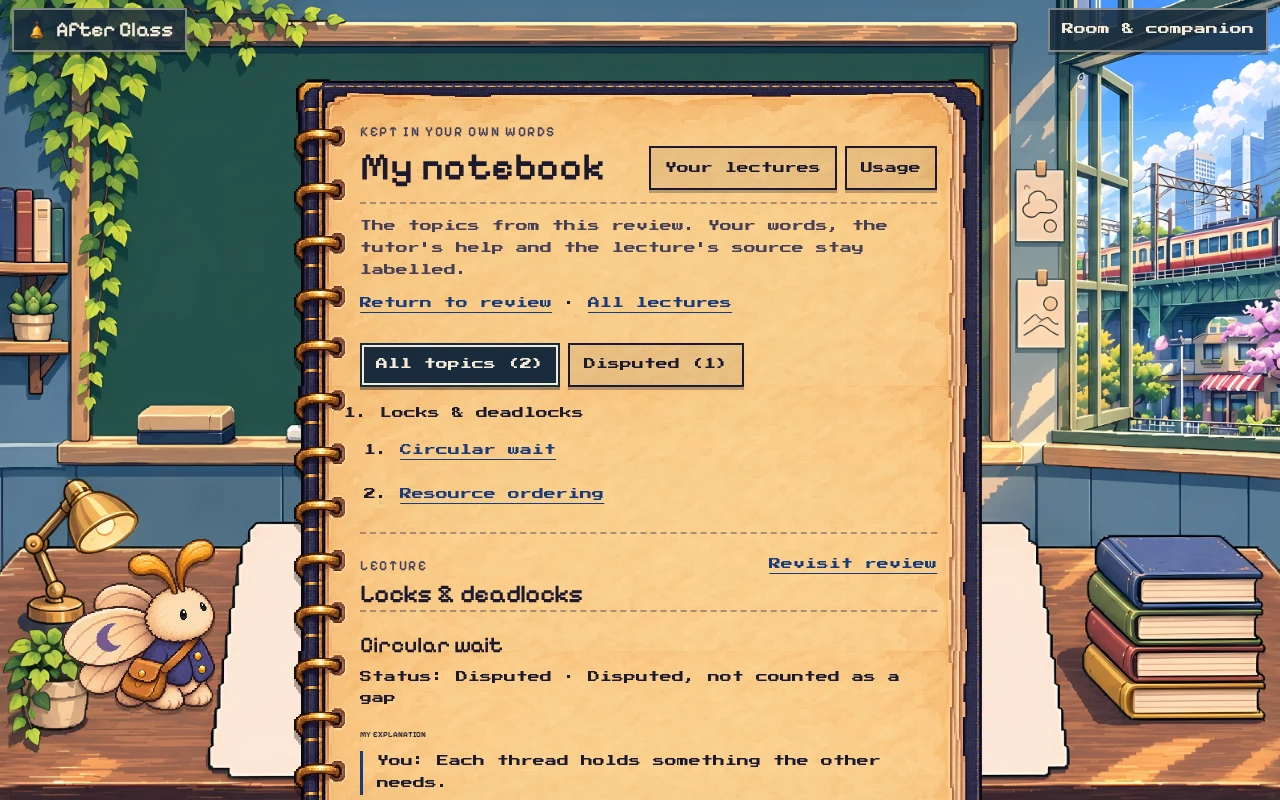 After Class
Room & companion
KEPT IN YOUR OWN WORDS
My notebook
Your lectures
Usage
The topics from this review. Your words, the
tutor's help and the lecture's source stay
labelled.
Return to review · All lectures
All topics (2)
Disputed (1)
1. Locks & deadlocks
1. Circular wait
2. Resource ordering
LECTURE
Revisit review
Locks & deadlocks
Circular wait
Status: Disputed · Disputed, not counted as a
gap
MY EXPLANATION
You: Each thread holds something the other
needs.